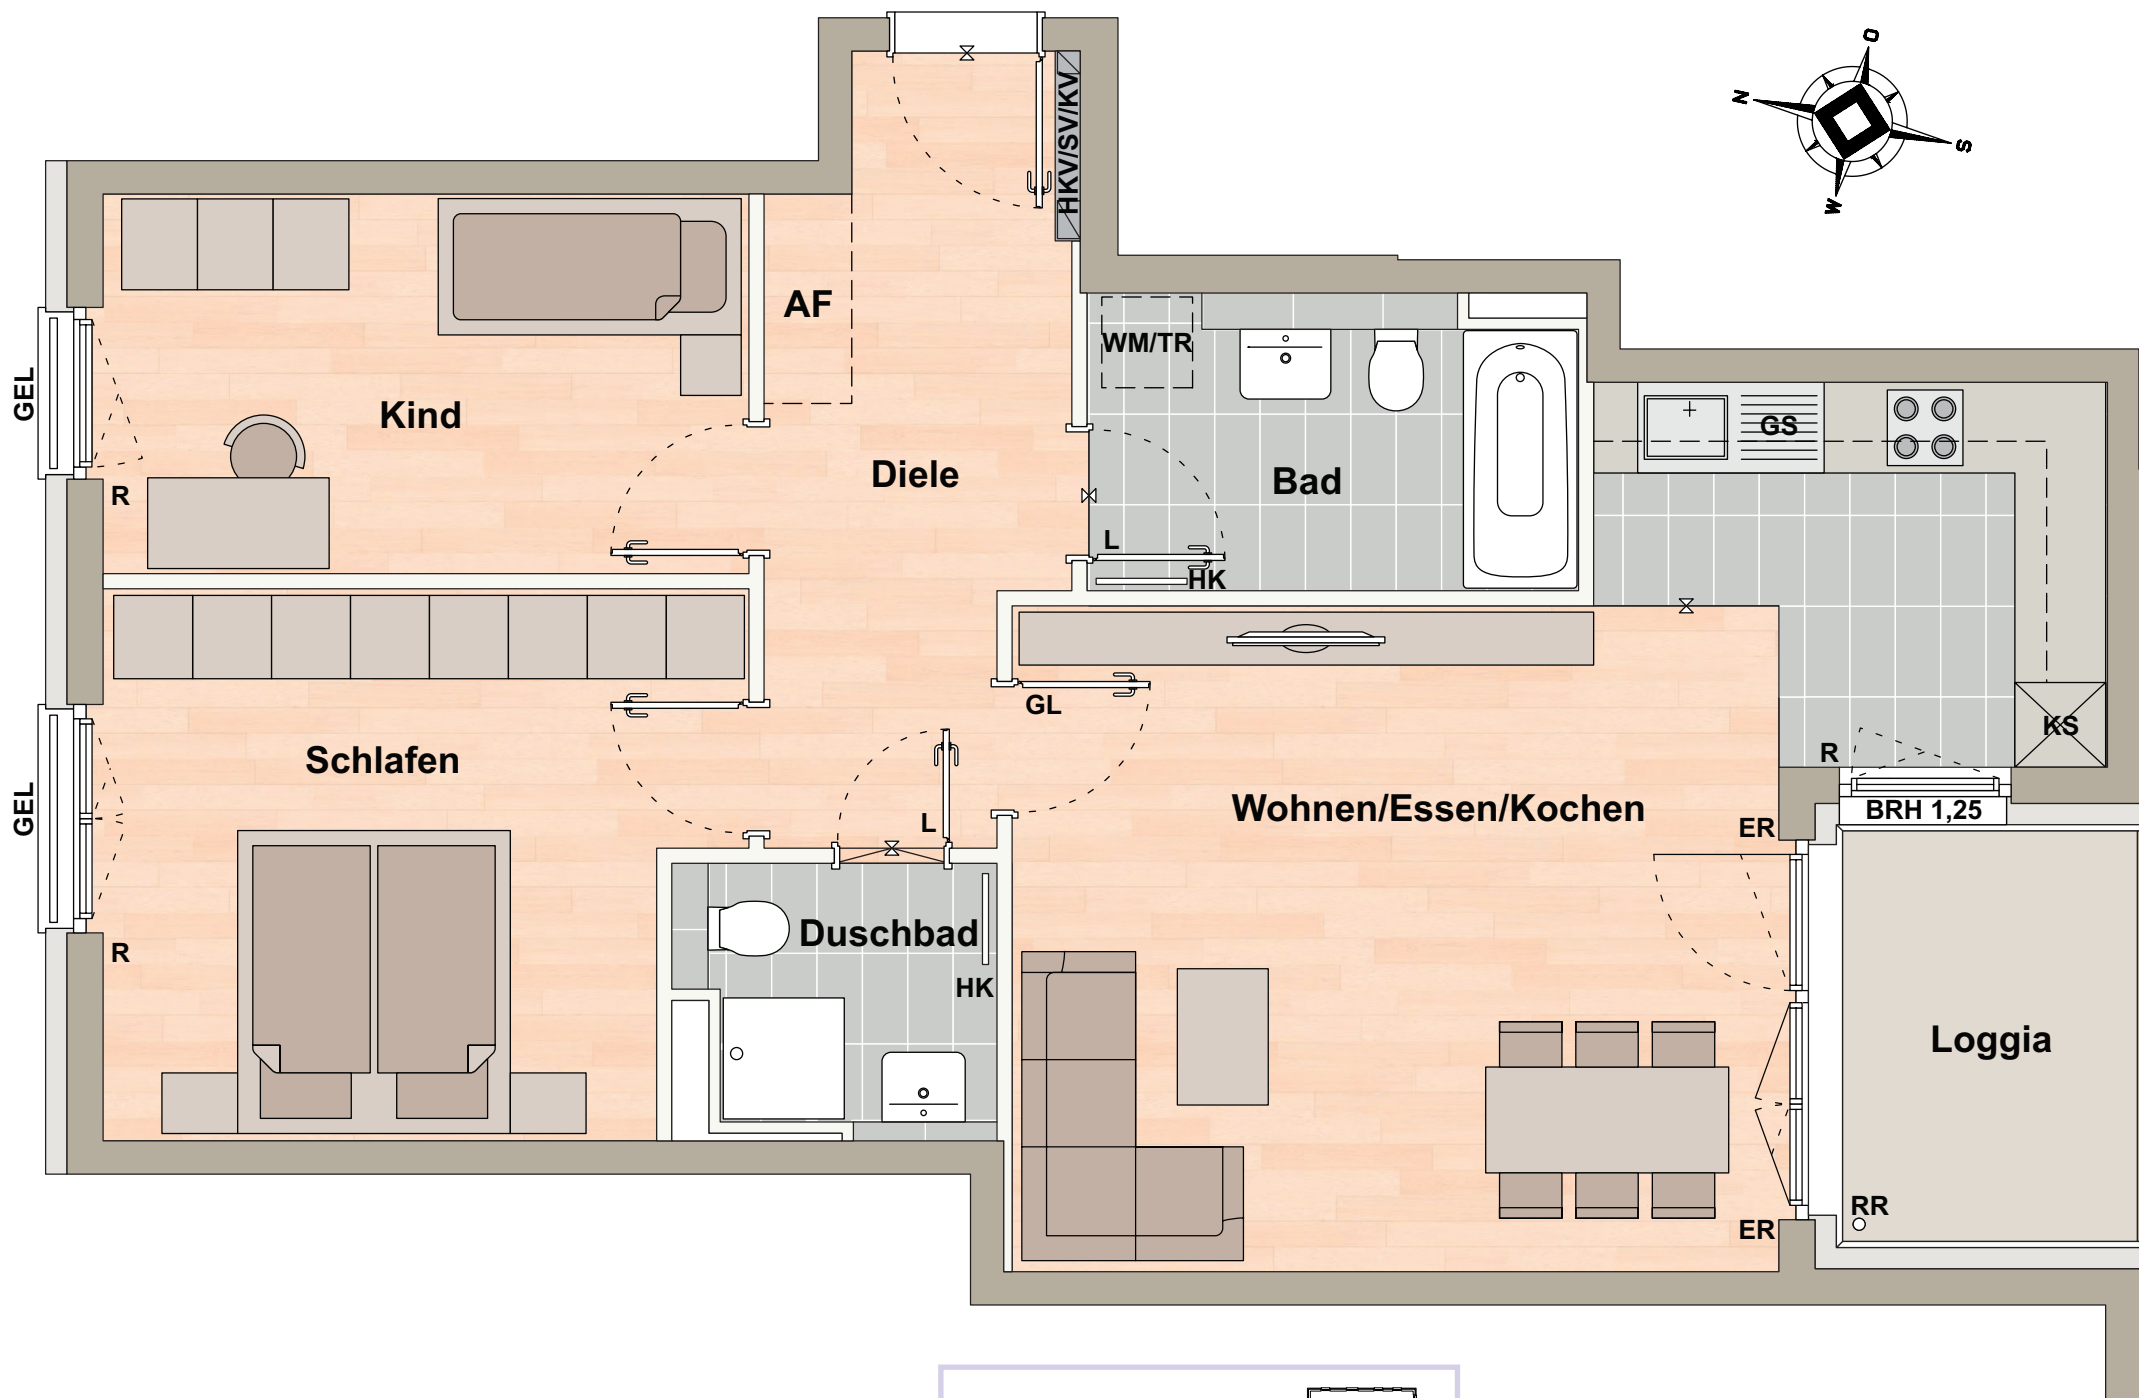 O
N
S
W
HKV/SV/KV
AF
WM/TR
GEL
Kind
GS
Diele
Bad
R
L
HK
GL
KS
Schlafen
R
GEL
Wohnen/Essen/Kochen
BRH 1,25
L
ER
Duschbad
R
HK
Loggia
RR
ER